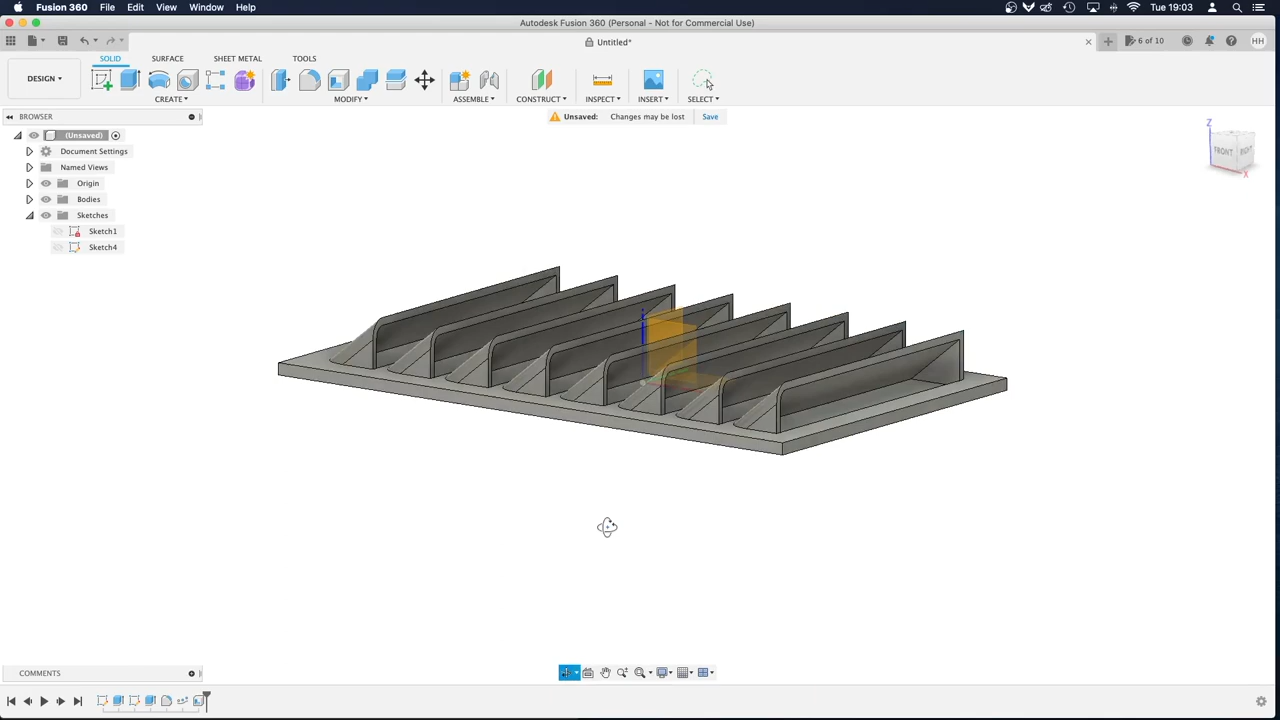 Fusion 360 File Edit View Window Help Tue 19:03
Autodesk Fusion 360 (Personal - Not for Commercial Use)
Untitled* 6 of 10 HH
SOLID SURFACE SHEET METAL TOOLS
DESIGN
CREATE MODIFY ASSEMBLE CONSTRUCT INSPECT INSERT SELECT
BROWSER
Unsaved: Changes may be lost Save
(Unsaved)
Document Settings
Named Views
Origin
Bodies
Sketches
Sketch1
Sketch4
Z
FRONT RIGHT
X
COMMENTS